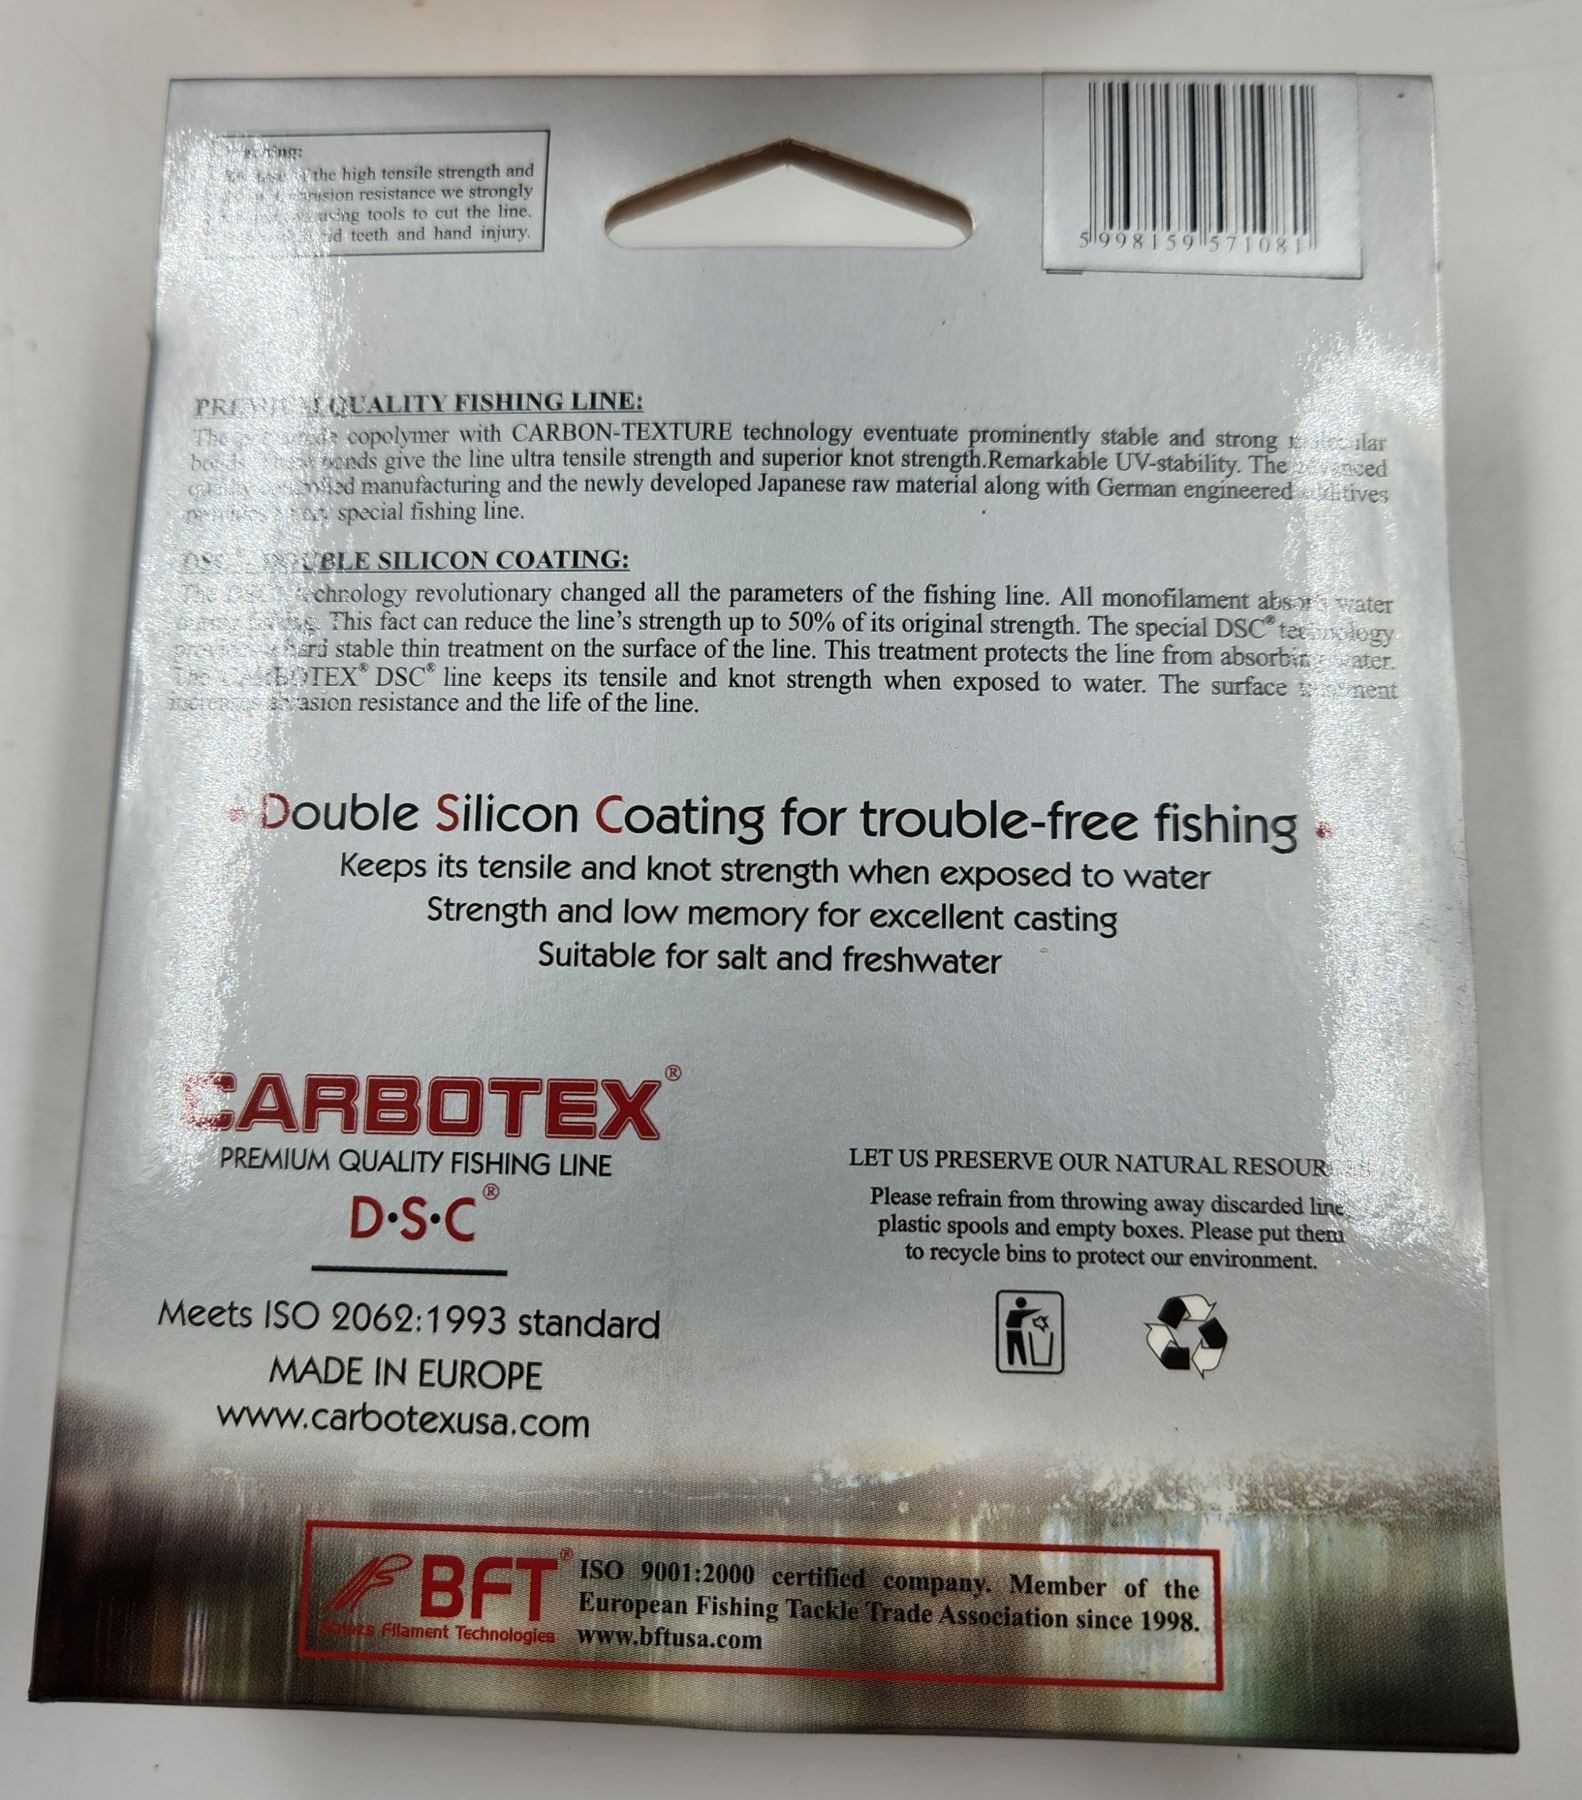 the high tensile strength and
resistance we strongly
using tools to cut the line.
teeth and hand injury.
5 998159 571081
QUALITY FISHING LINE:
The copolymer with CARBON-TEXTURE technology eventuate prominently stable and strong
give the line ultra tensile strength and superior knot strength.Remarkable UV-stability. The
manufacturing and the newly developed Japanese raw material along with German engineered
special fishing line.
SILICON COATING:
revolutionary changed all the parameters of the fishing line. All monofilament absorb water
This fact can reduce the line's strength up to 50% of its original strength. The special DSC® technology
hard stable thin treatment on the surface of the line. This treatment protects the line from absorbing water.
CARBOTEX® DSC® line keeps its tensile and knot strength when exposed to water. The surface
resistance and the life of the line.
• Double Silicon Coating for trouble-free fishing •
Keeps its tensile and knot strength when exposed to water
Strength and low memory for excellent casting
Suitable for salt and freshwater
CARBOTEX®
PREMIUM QUALITY FISHING LINE
D•S•C®
Meets ISO 2062:1993 standard
MADE IN EUROPE
www.carbotexusa.com
LET US PRESERVE OUR NATURAL
Please refrain from throwing away discarded line,
plastic spools and empty boxes. Please put them
to recycle bins to protect our environment.
BFT®
Filament Technologies
ISO 9001:2000 certified company. Member of the
European Fishing Tackle Trade Association since 1998.
www.bftusa.com